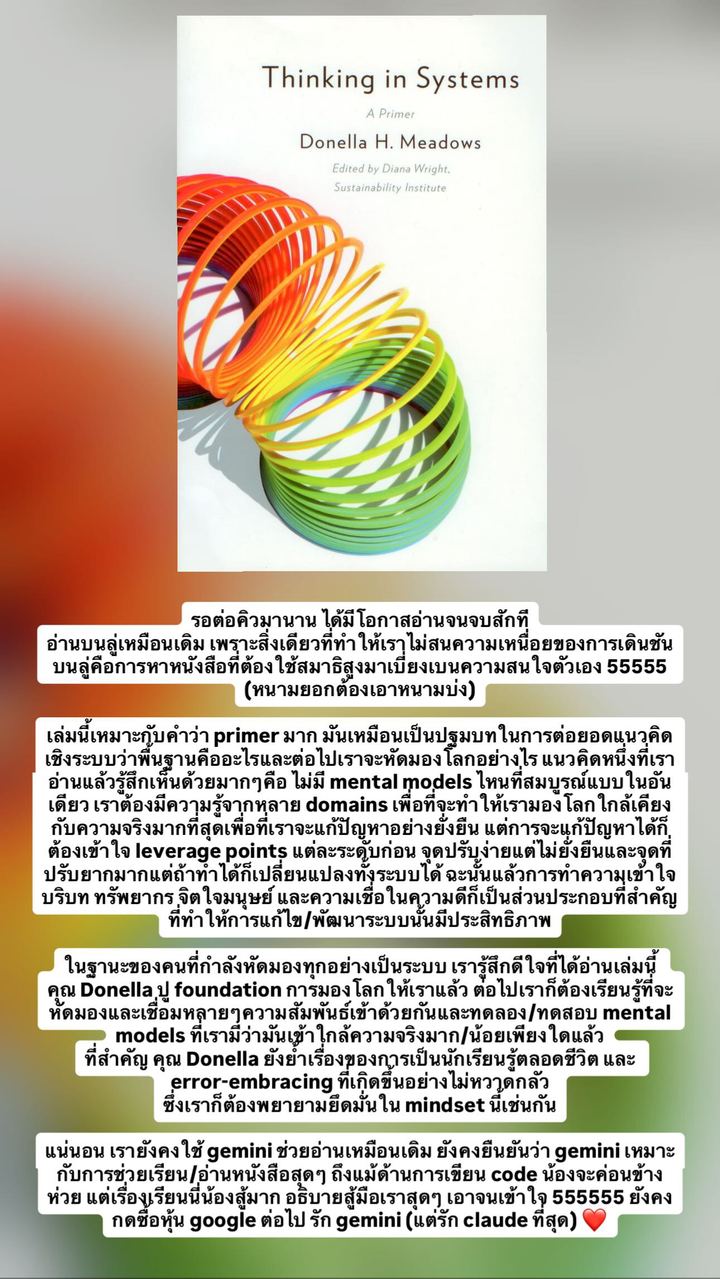 Thinking in Systems
A Primer
Donella H. Meadows
Edited by Diana Wright,
Sustainability Institute
รอต่อคิวมานาน ได้มีโอกาสอ่านจนจบสักที
อ่านบนลู่เหมือนเดิม เพราะสิ่งเดียวที่ทำให้เราไม่สนความเหนื่อยของการเดินชัน
บนลู่คือการหาหนังสือที่ต้องใช้สมาธิสูงมาเบี่ยงเบนความสนใจตัวเอง 55555
(หนามยอกต้องเอาหนามบ่ง)
เล่มนี้เหมาะกับคำว่า primer มาก มันเหมือนเป็นปฐมบทในการต่อยอดแนวคิด
เชิงระบบว่าพื้นฐานคืออะไรและต่อไปเราจะหัดมองโลกอย่างไร แนวคิดหนึ่งที่เรา
อ่านแล้วรู้สึกเห็นด้วยมากๆคือ ไม่มี mental models ไหนที่สมบูรณ์แบบในอัน
เดียว เราต้องมีความรู้จากหลาย domains เพื่อที่จะทำให้เรามองโลกใกล้เคียง
กับความจริงมากที่สุดเพื่อที่เราจะแก้ปัญหาอย่างยั่งยืน แต่การจะแก้ปัญหาได้ก็
ต้องเข้าใจ leverage points แต่ละระดับก่อน จุดปรับง่ายแต่ไม่ยั่งยืนและจุดที่
ปรับยากมากแต่ถ้าทำได้ก็เปลี่ยนแปลงทั้งระบบได้ ฉะนั้นแล้วการทำความเข้าใจ
บริบท ทรัพยากร จิตใจมนุษย์ และความเชื่อในความดีก็เป็นส่วนประกอบที่สำคัญ
ที่ทำให้การแก้ไข/พัฒนาระบบนั้นมีประสิทธิภาพ
ในฐานะของคนที่กำลังหัดมองทุกอย่างเป็นระบบ เรารู้สึกดีใจที่ได้อ่านเล่มนี้
คุณ Donella ปู foundation การมองโลกให้เราแล้ว ต่อไปเราก็ต้องเรียนรู้ที่จะ
หัดมองและเชื่อมหลายๆความสัมพันธ์เข้าด้วยกันและทดลอง/ทดสอบ mental
models ที่เรามีว่ามันเข้าใกล้ความจริงมาก/น้อยเพียงใดแล้ว
ที่สำคัญ คุณ Donella ยังย้ำเรื่องของการเป็นนักเรียนรู้ตลอดชีวิต และ
error-embracing ที่เกิดขึ้นอย่างไม่หวาดกลัว
ซึ่งเราก็ต้องพยายามยึดมั่นใน mindset นี้เช่นกัน
แน่นอน เรายังคงใช้ gemini ช่วยอ่านเหมือนเดิม ยังคงยืนยันว่า gemini เหมาะ
กับการช่วยเรียน/อ่านหนังสือสุดๆ ถึงแม้ด้านการเขียน code น้องจะค่อนข้าง
ห่วย แต่เรื่องเรียนนี่น้องสู้มาก อธิบายสู้มือเราสุดๆ เอาจนเข้าใจ 555555 ยังคง
กดซื้อหุ้น google ต่อไป รัก gemini (แต่รัก claude ที่สุด) ❤️